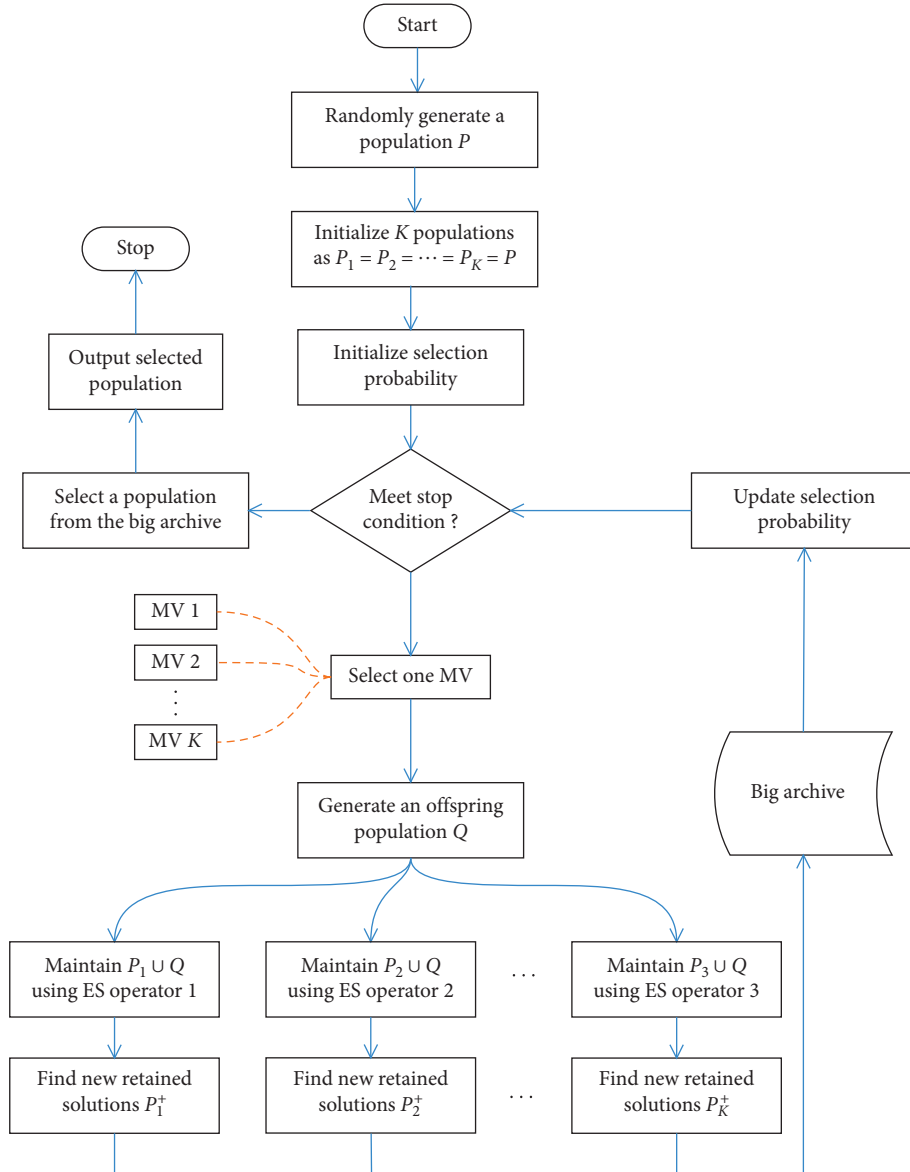 Start
Randomly generate a
population P
Initialize K populations
as P₁ = P₂ = ⋯ = P_K = P
Stop
Initialize selection
probability
Output selected
population
Select a population
from the big archive
Meet stop
condition ?
Update selection
probability
MV 1
MV 2
⋮
MV K
Select one MV
Generate an offspring
population Q
Big archive
Maintain P₁ ∪ Q
using ES operator 1
Maintain P₂ ∪ Q
using ES operator 2
⋯
Maintain P₃ ∪ Q
using ES operator 3
Find new retained
solutions P₁⁺
Find new retained
solutions P₂⁺
⋯
Find new retained
solutions P_K⁺